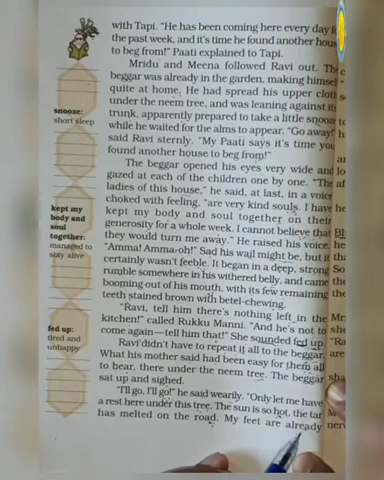 with Tapi. "He has been coming here every day
the past week, and it's time he found another
to beg from!" Paati explained to Tapi.
Mridu and Meena followed Ravi out. The
beggar was already in the garden, making
quite at home. He had spread his upper cloth
under the neem tree, and was leaning against its
trunk, apparently prepared to take a little snooze
while he waited for the alms to appear. "Go away!"
said Ravi sternly. "My Paati says it's time you
found another house to beg from!"
The beggar opened his eyes very wide and
gazed at each of the children one by one. "The
ladies of this house," he said, at last, in a voice
choked with feeling, "are very kind souls. I have
kept my body and soul together on their
generosity for a whole week. I cannot believe that
they would turn me away." He raised his voice.
"Amma! Amma-oh!" Sad his wail might be, but it
certainly wasn't feeble. It began in a deep, strong
rumble somewhere in his withered belly, and came
booming out of his mouth, with its few remaining
teeth stained brown with betel-chewing.
"Ravi, tell him there's nothing left in the
kitchen!" called Rukku Manni. "And he's not to
come again—tell him that!" She sounded fed up.
Ravi didn't have to repeat it all to the beggar.
What his mother said had been easy for them all
to hear, there under the neem tree. The beggar
sat up and sighed.
"I'll go, I'll go!" he said wearily. "Only let me have
a rest here under this tree. The sun is so hot, the tar
has melted on the road. My feet are already
snooze:
short sleep
kept my
body and
soul
together:
managed to
stay alive
fed up:
tired and
unhappy